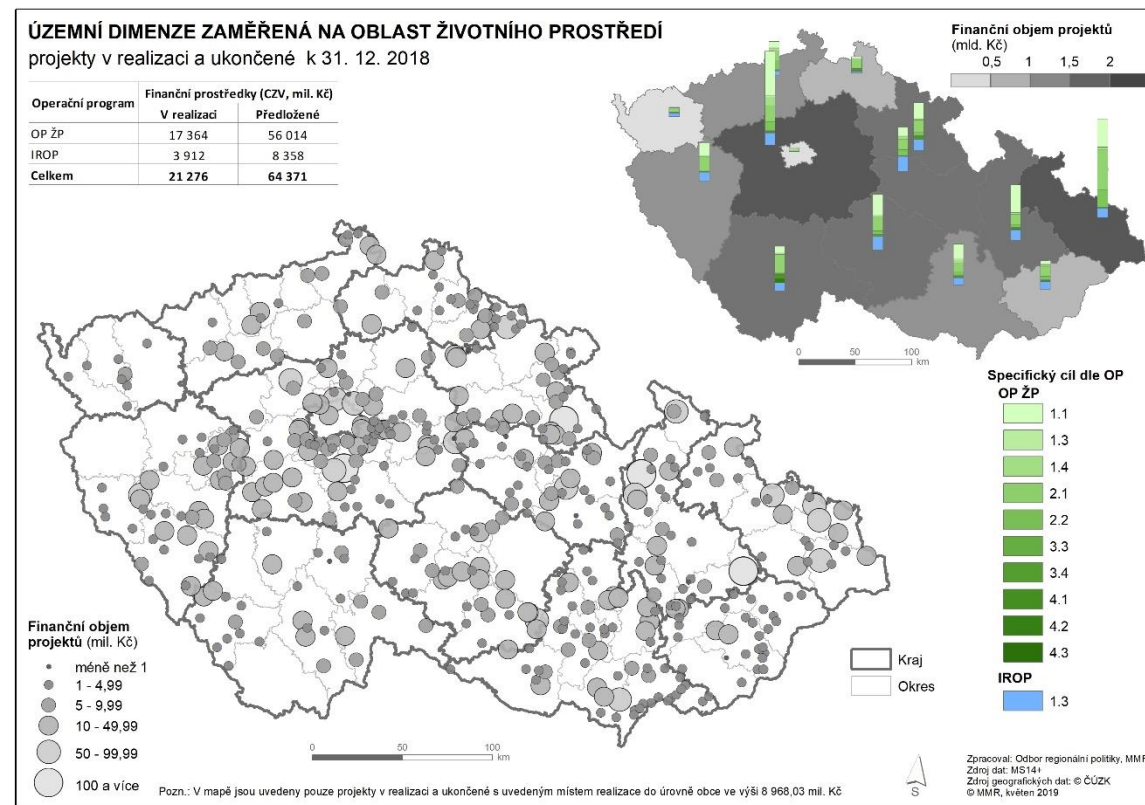 ÚZEMNÍ DIMENZE ZAMĚŘENÁ NA OBLAST ŽIVOTNÍHO PROSTŘEDÍ
projekty v realizaci a ukončené k 31. 12. 2018
Operační program
Finanční prostředky (CZV, mil. Kč)
V realizaci Předložené
OP ŽP 17 364 56 014
IROP 3 912 8 358
Celkem 21 276 64 371
Finanční objem projektů
(mld. Kč)
0,5 1 1,5 2
0 50 100
km
Specifický cíl dle OP
OP ŽP
1.1
1.3
1.4
2.1
2.2
3.3
3.4
4.1
4.2
4.3
IROP
1.3
Finanční objem
projektů (mil. Kč)
méně než 1
1 - 4,99
5 - 9,99
10 - 49,99
50 - 99,99
100 a více
Kraj
Okres
0 50 100
km
Pozn.: V mapě jsou uvedeny pouze projekty v realizaci a ukončené s uvedeným místem realizace do úrovně obce ve výši 8 968,03 mil. Kč
S
Zpracoval: Odbor regionální politiky, MMR
Zdroj dat: MS14+
Zdroj geografických dat: © ČÚZK
© MMR, květen 2019